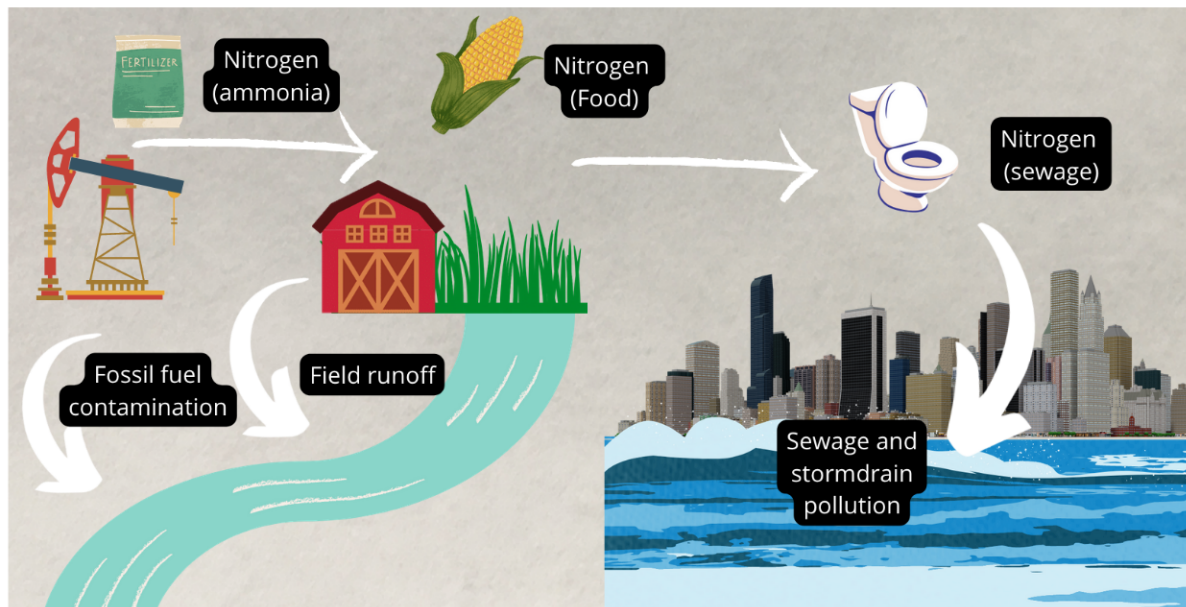 FERTILIZER
Nitrogen
(ammonia)
Nitrogen
(Food)
Nitrogen
(sewage)
Fossil fuel
contamination
Field runoff
Sewage and
stormdrain
pollution